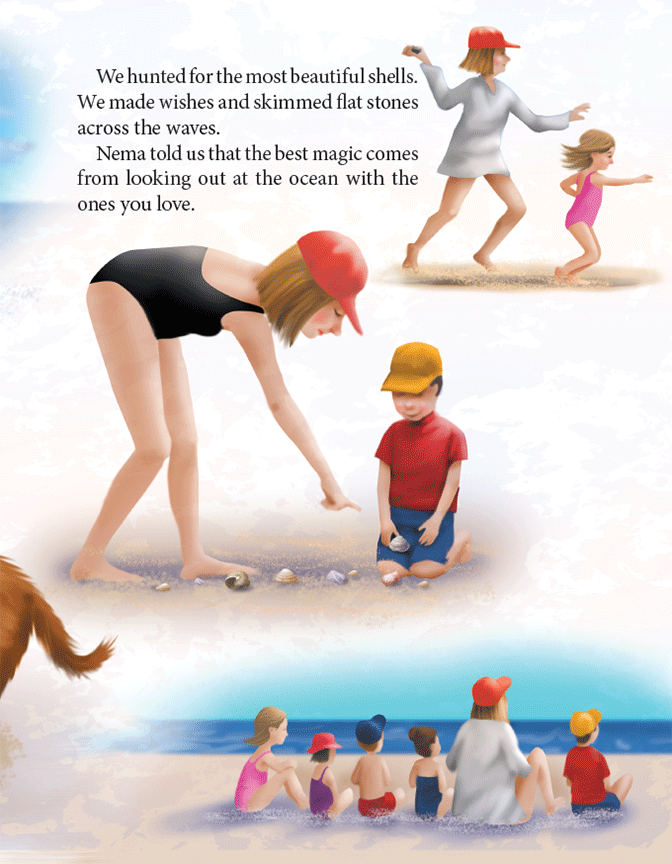 We hunted for the most beautiful shells.
We made wishes and skimmed flat stones
across the waves.
Nema told us that the best magic comes
from looking out at the ocean with the
ones you love.